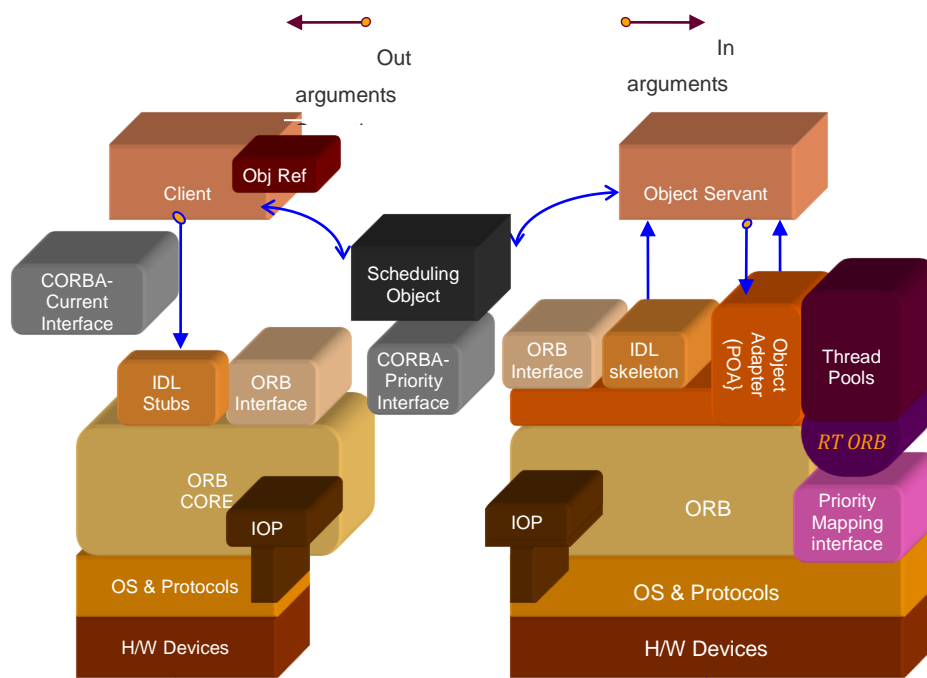 Out
arguments
In
arguments
Client
Obj Ref
Object Servant
CORBA-
Current
Interface
Scheduling
Object
IDL
Stubs
ORB
Interface
CORBA-
Priority
Interface
ORB
Interface
IDL
skeleton
Object
Adapter
(POA}
Thread
Pools
RT ORB
ORB
CORE
IOP
IOP
ORB
Priority
Mapping
interface
OS & Protocols
OS & Protocols
H/W Devices
H/W Devices